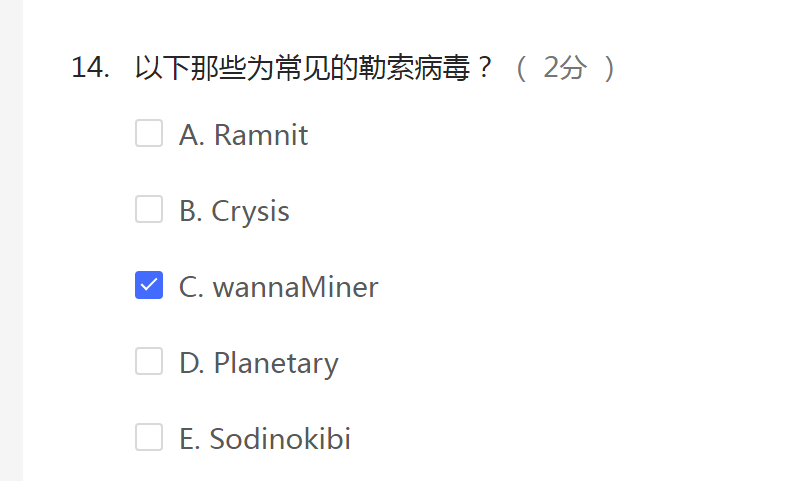 14. 以下那些为常见的勒索病毒？（ 2分 ）
A. Ramnit
B. Crysis
C. wannaMiner
D. Planetary
E. Sodinokibi